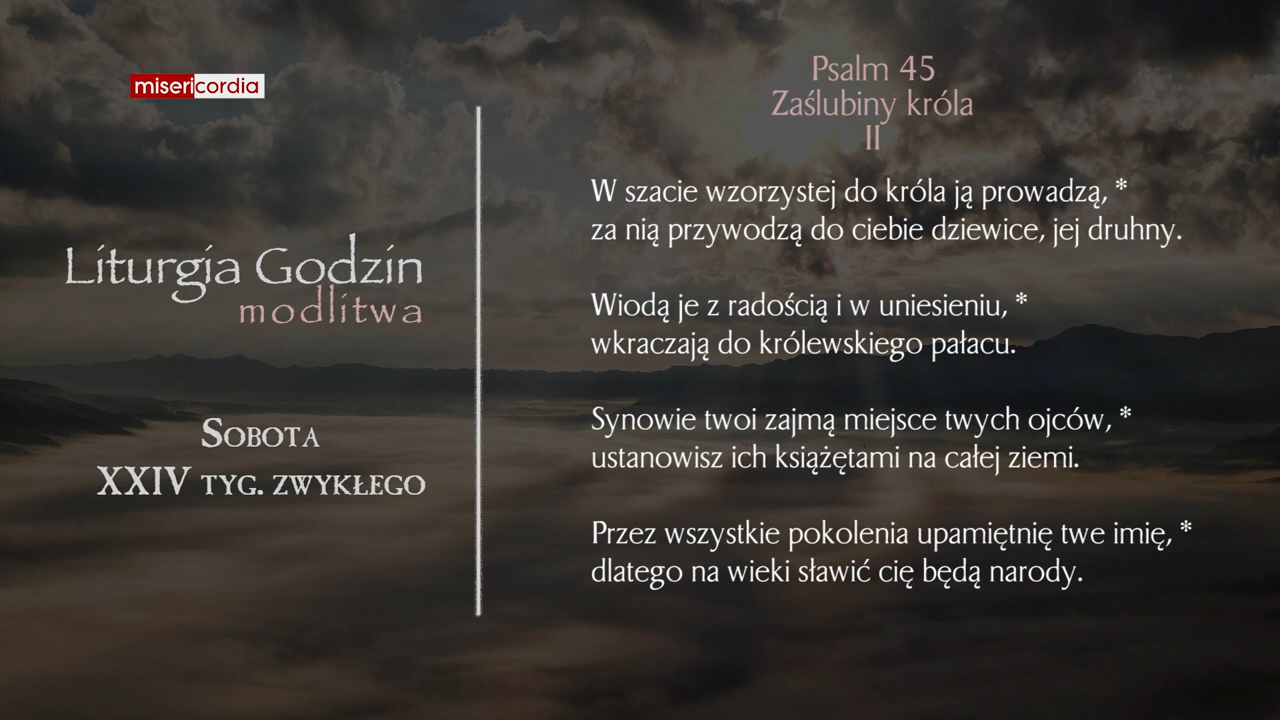 misericordia
Liturgia Godzin
modlitwa
Sobota
XXIV tyg. zwykłego
Psalm 45
Zaślubiny króla
II
W szacie wzorzystej do króla ją prowadzą, *
za nią przywodzą do ciebie dziewice, jej druhny.
Wiodą je z radością i w uniesieniu, *
wkraczają do królewskiego pałacu.
Synowie twoi zajmą miejsce twych ojców, *
ustanowisz ich książętami na całej ziemi.
Przez wszystkie pokolenia upamiętnię twe imię, *
dlatego na wieki sławić cię będą narody.